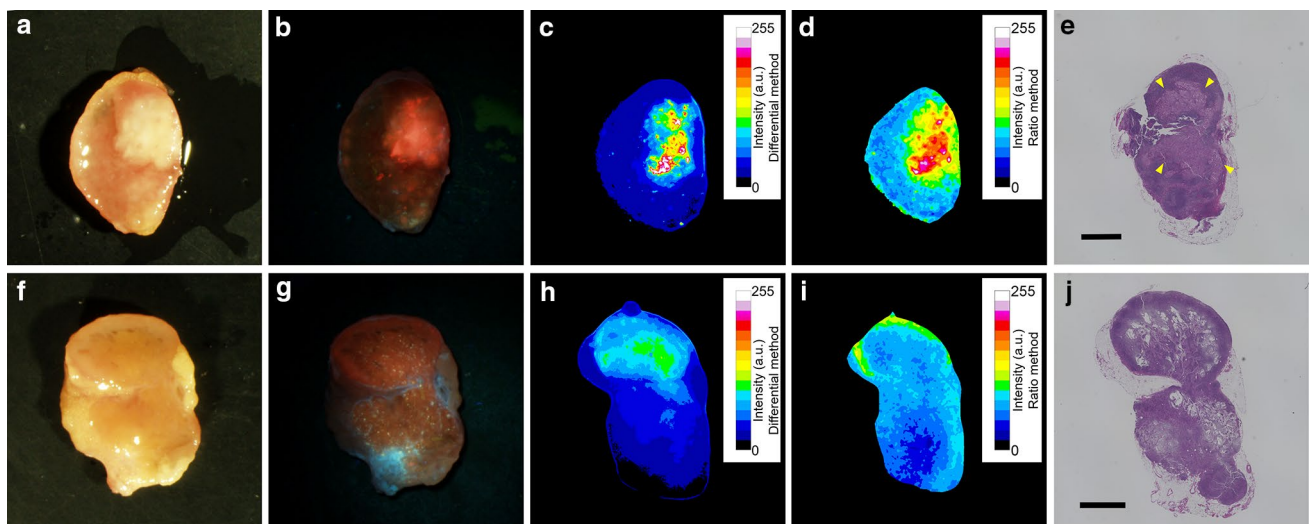 a
b
c
255
Intensity (a.u.)
Differential method
0
d
255
Intensity (a.u.)
Ratio method
0
e
f
g
h
255
Intensity (a.u.)
Differential method
0
i
255
Intensity (a.u.)
Ratio method
0
j